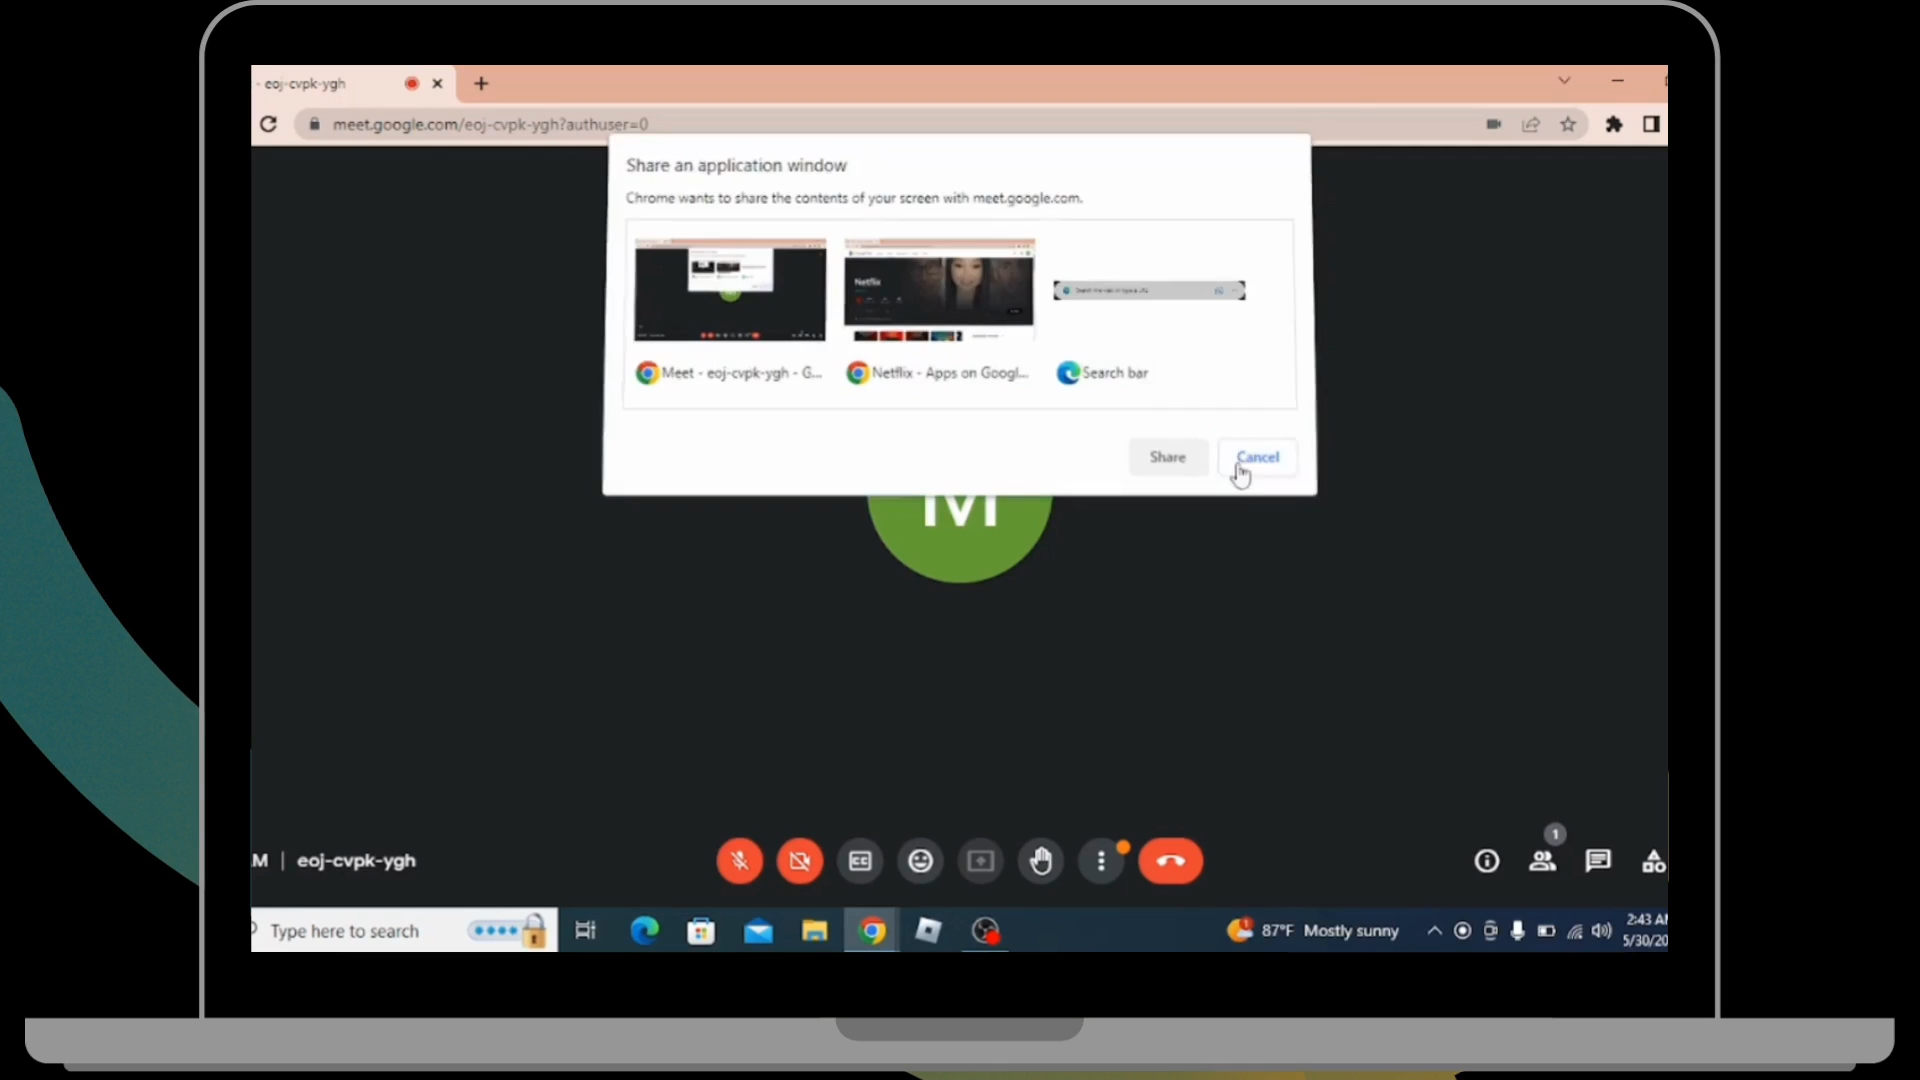 - eoj-cvpk-ygh
meet.google.com/eoj-cvpk-ygh?authuser=0
Share an application window
Chrome wants to share the contents of your screen with meet.google.com.
Netflix
Meet - eoj-cvpk-ygh - G...
Netflix - Apps on Googl...
Search bar
Share
Cancel
M
M | eoj-cvpk-ygh
CC
1
Type here to search
87°F Mostly sunny
2:43 A
5/30/20